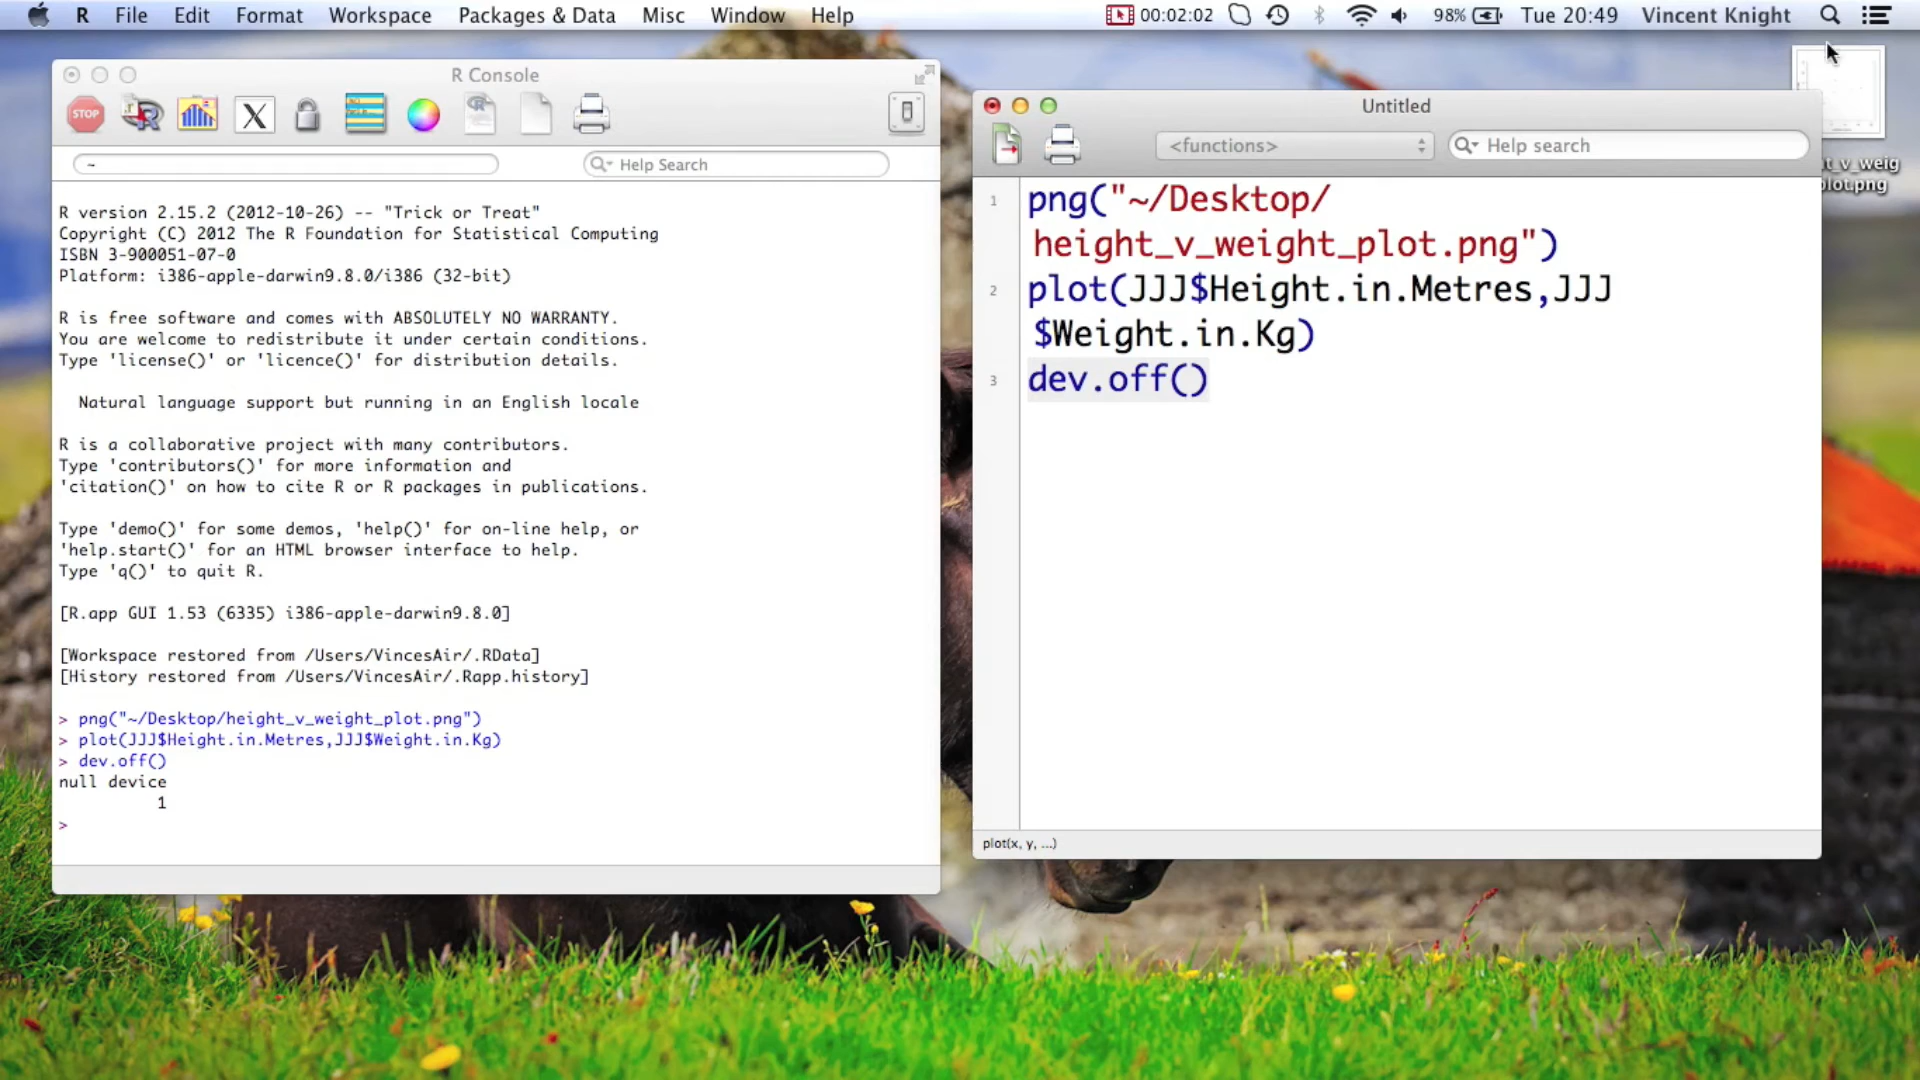 R File Edit Format Workspace Packages & Data Misc Window Help 00:02:02 98% Tue 20:49 Vincent Knight
R Console
STOP
~ Help Search
R version 2.15.2 (2012-10-26) -- "Trick or Treat"
Copyright (C) 2012 The R Foundation for Statistical Computing
ISBN 3-900051-07-0
Platform: i386-apple-darwin9.8.0/i386 (32-bit)
R is free software and comes with ABSOLUTELY NO WARRANTY.
You are welcome to redistribute it under certain conditions.
Type 'license()' or 'licence()' for distribution details.
Natural language support but running in an English locale
R is a collaborative project with many contributors.
Type 'contributors()' for more information and
'citation()' on how to cite R or R packages in publications.
Type 'demo()' for some demos, 'help()' for on-line help, or
'help.start()' for an HTML browser interface to help.
Type 'q()' to quit R.
[R.app GUI 1.53 (6335) i386-apple-darwin9.8.0]
[Workspace restored from /Users/VincesAir/.RData]
[History restored from /Users/VincesAir/.Rapp.history]
> png("~/Desktop/height_v_weight_plot.png")
> plot(JJJ$Height.in.Metres,JJJ$Weight.in.Kg)
> dev.off()
null device
1
>
Untitled
<functions> Help search
1 png("~/Desktop/
height_v_weight_plot.png")
2 plot(JJJ$Height.in.Metres,JJJ
$Weight.in.Kg)
3 dev.off()
plot(x, y, ...)
t_v_weig
plot.png